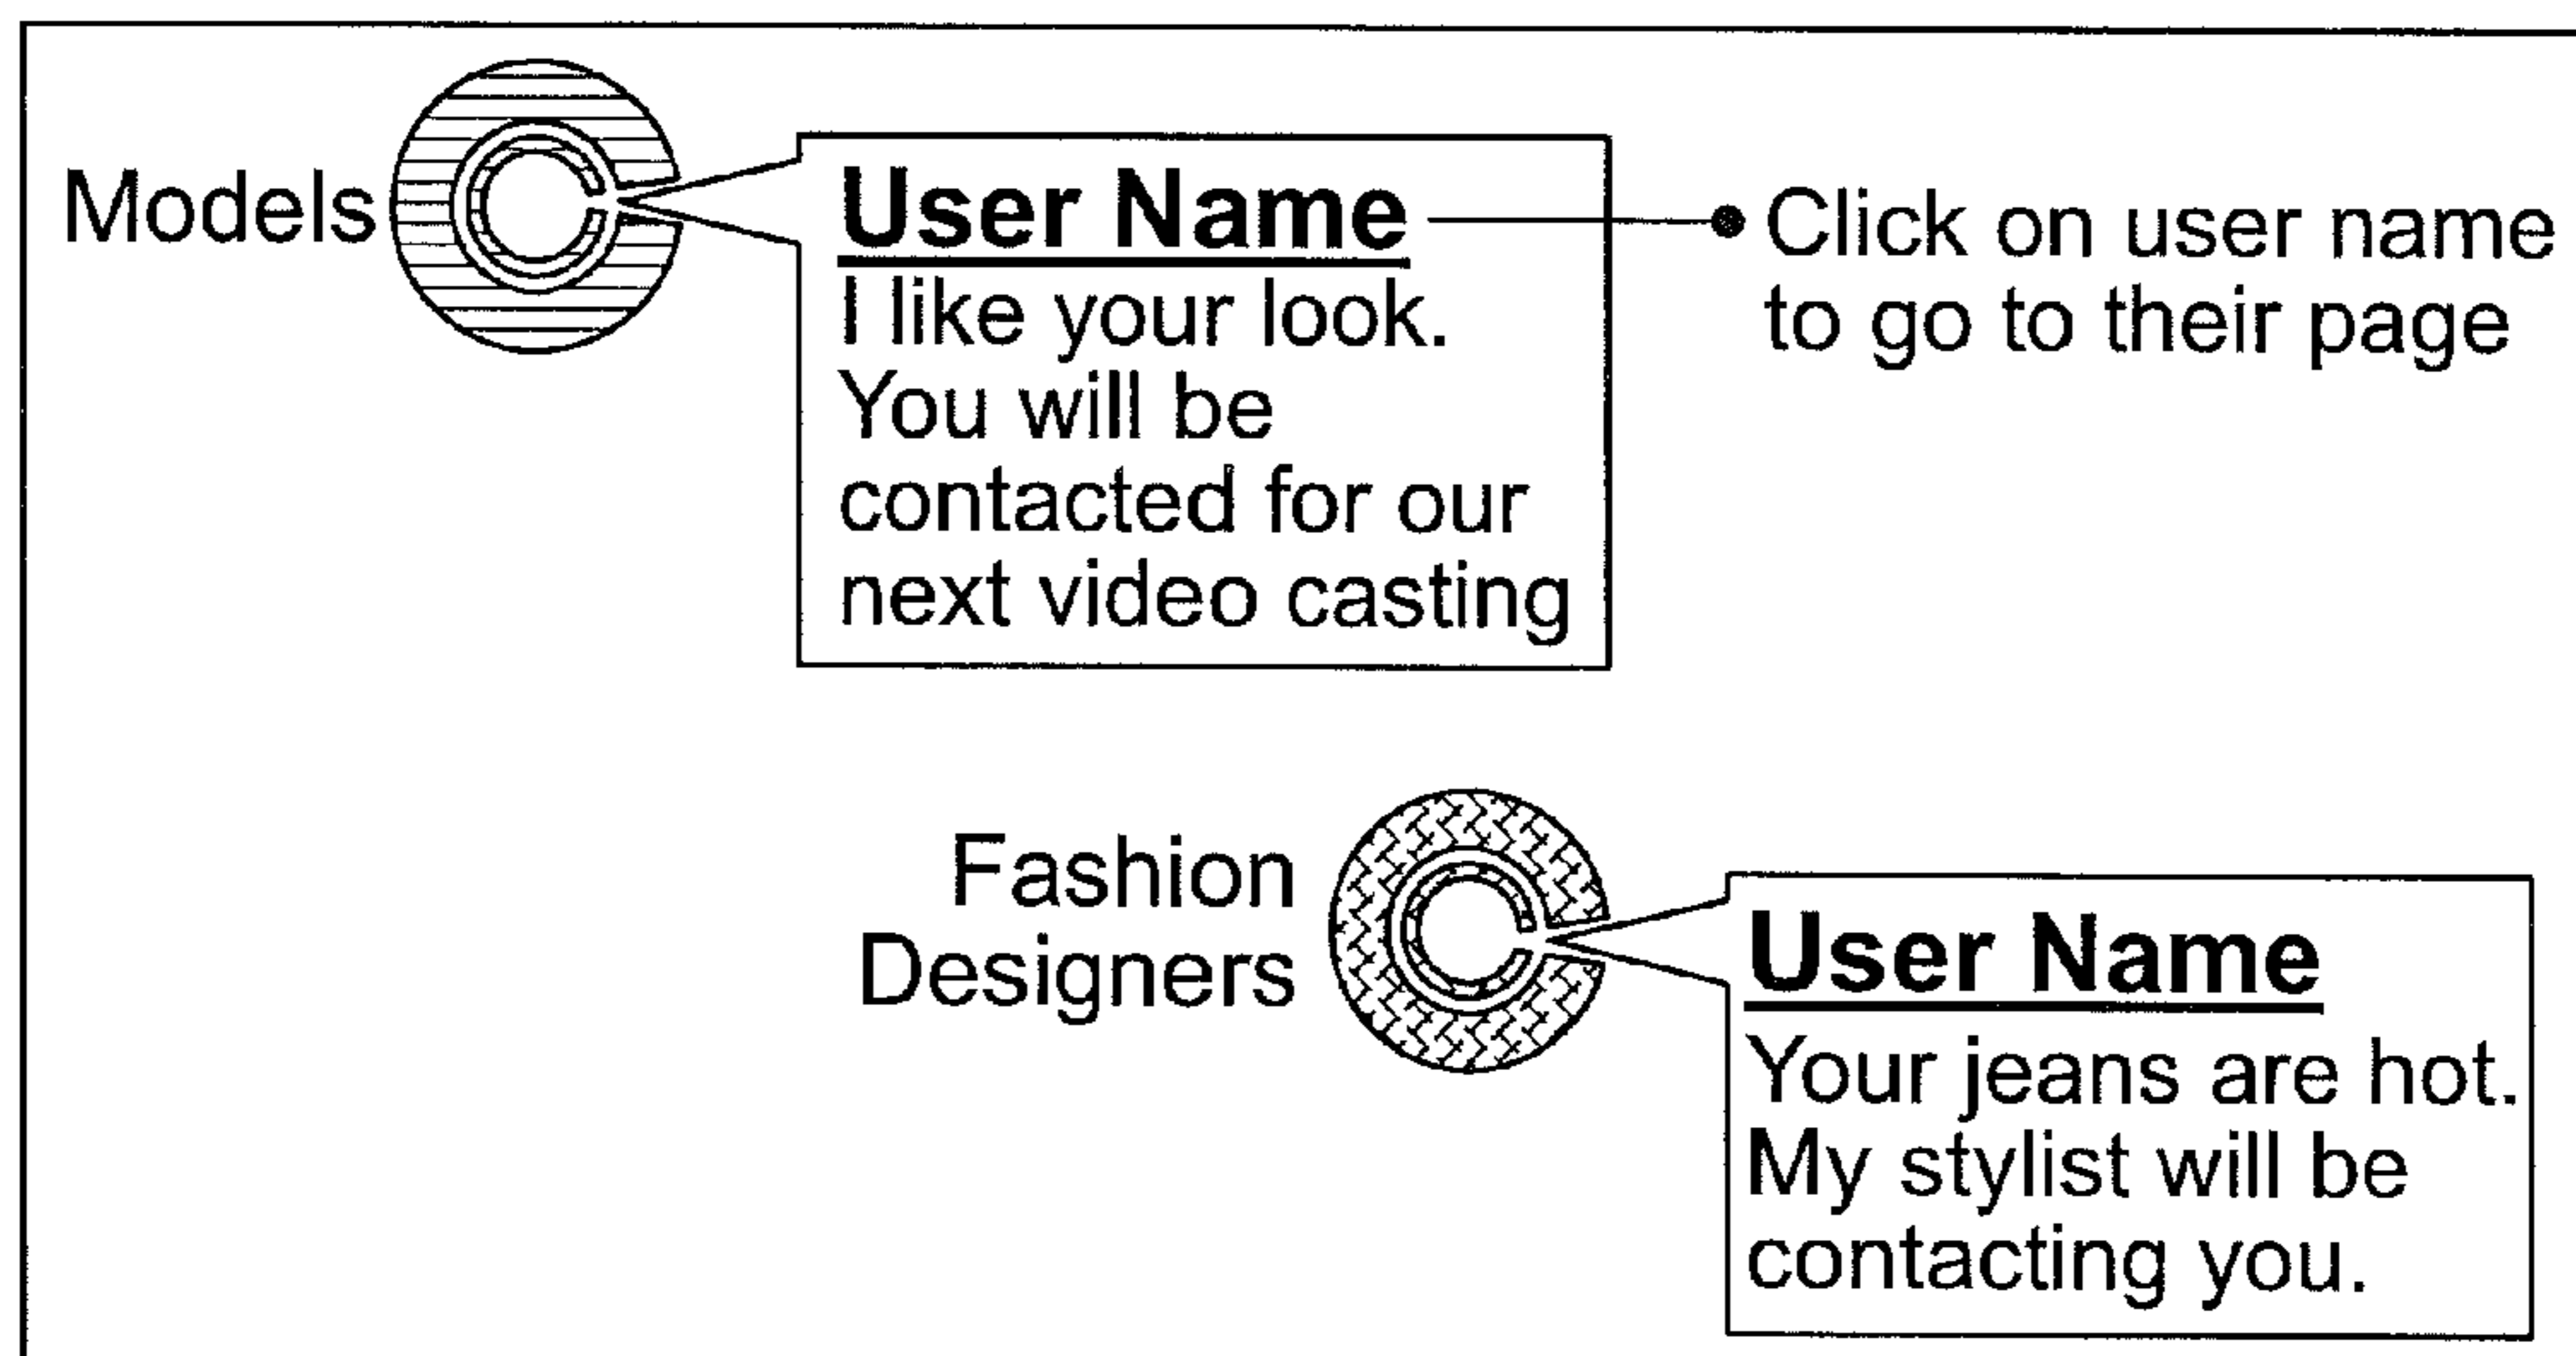 Models
User Name
I like your look.
You will be
contacted for our
next video casting
Click on user name
to go to their page
Fashion
Designers
User Name
Your jeans are hot.
My stylist will be
contacting you.